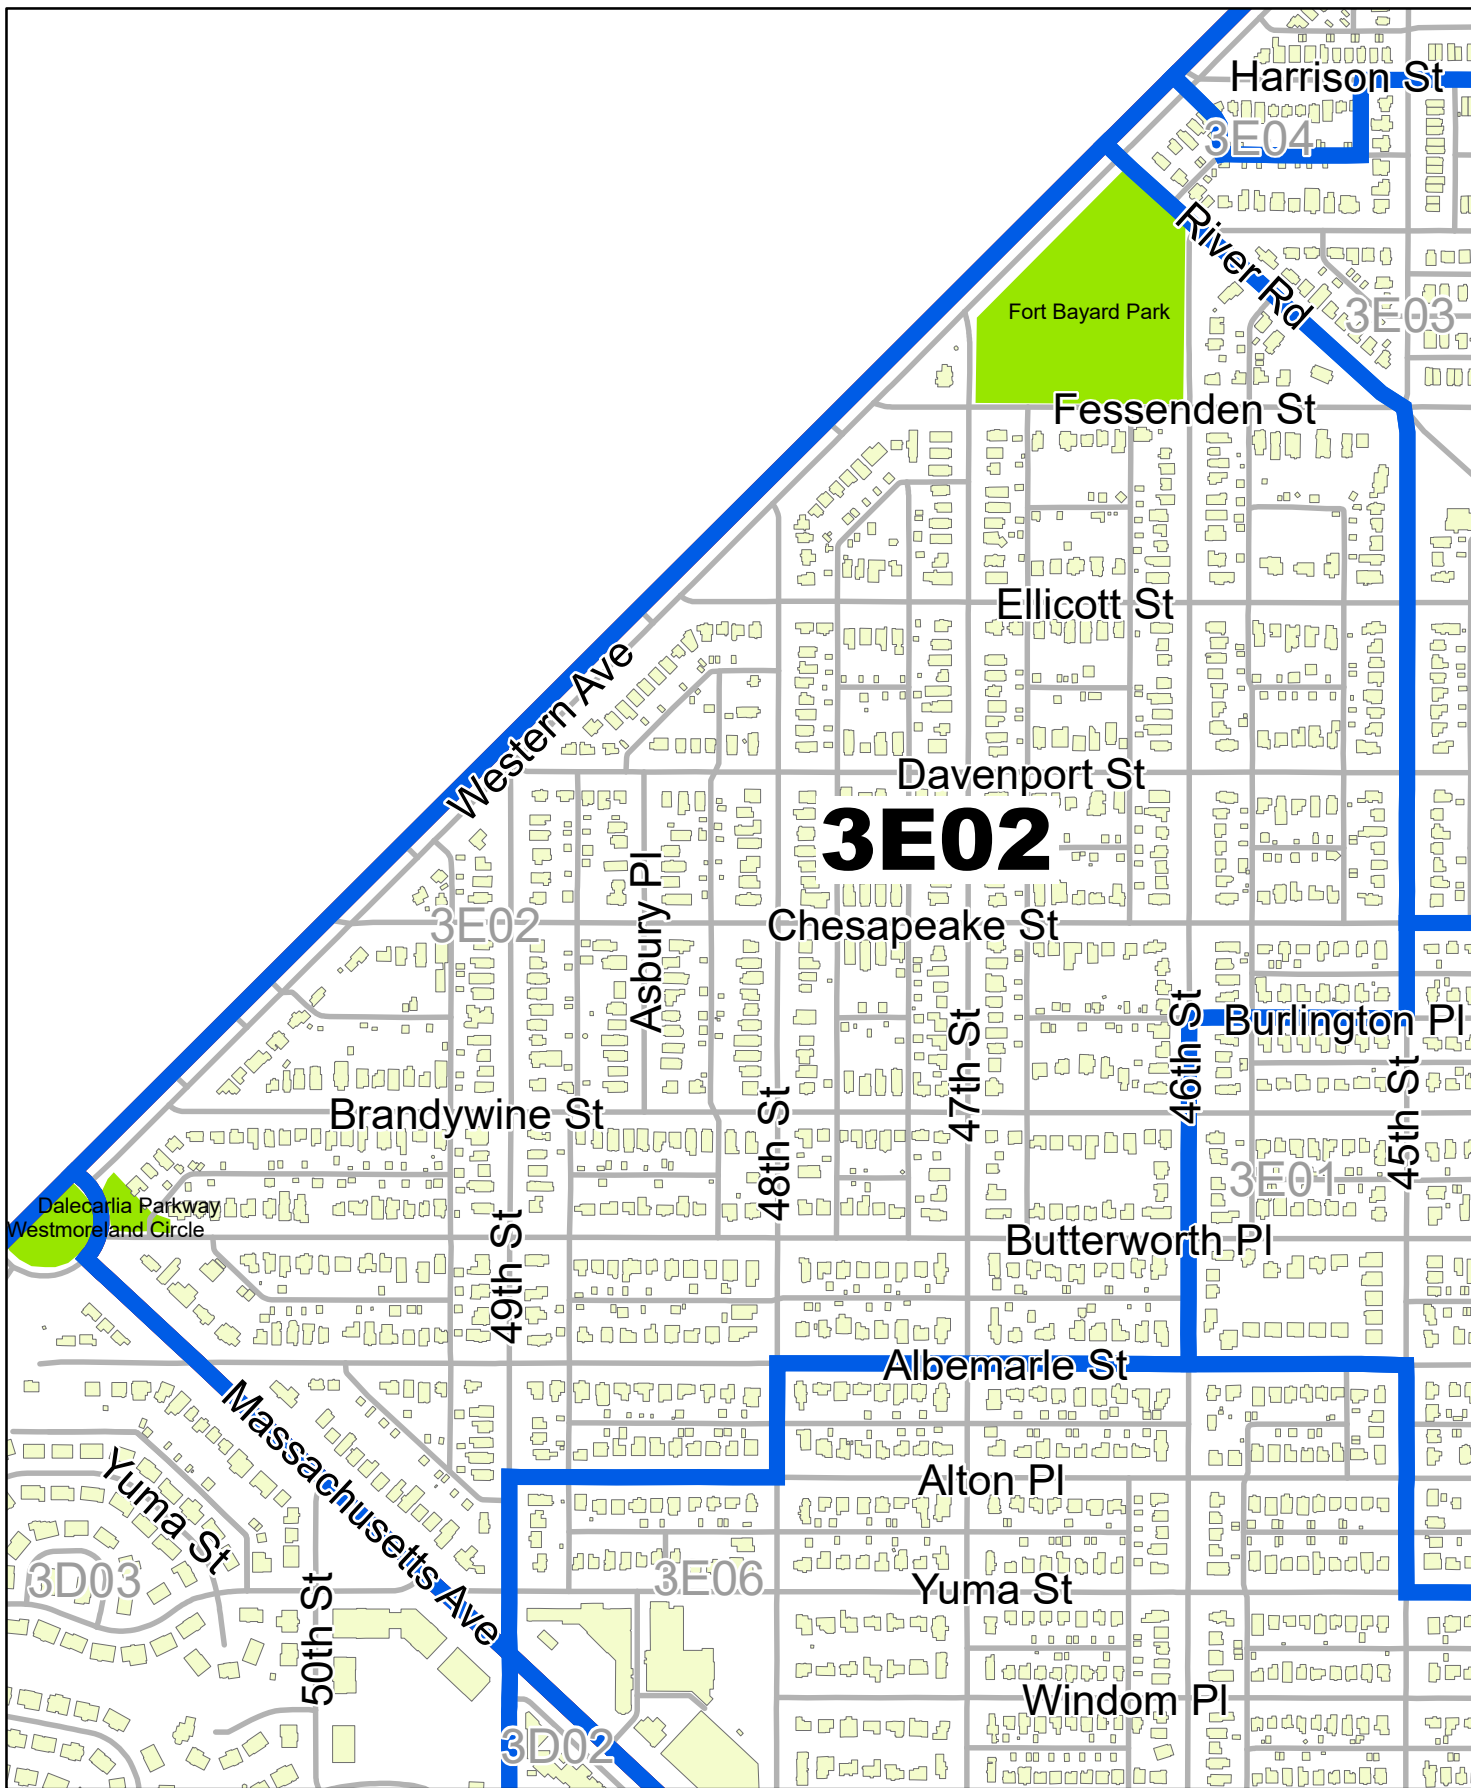 Harrison St
3E04
River Rd
Fort Bayard Park
3E03
Fessenden St
Ellicott St
Western Ave
Davenport St
3E02
Asbury Pl
3E02
Chesapeake St
47th St
46th St
Burlington Pl
45th St
48th St
Brandywine St
3E01
Dalecarlia Parkway
Westmoreland Circle
49th St
Butterworth Pl
Albemarle St
Massachusetts Ave
Yuma St
Alton Pl
3D03
3E06
Yuma St
50th St
Windom Pl
3D02